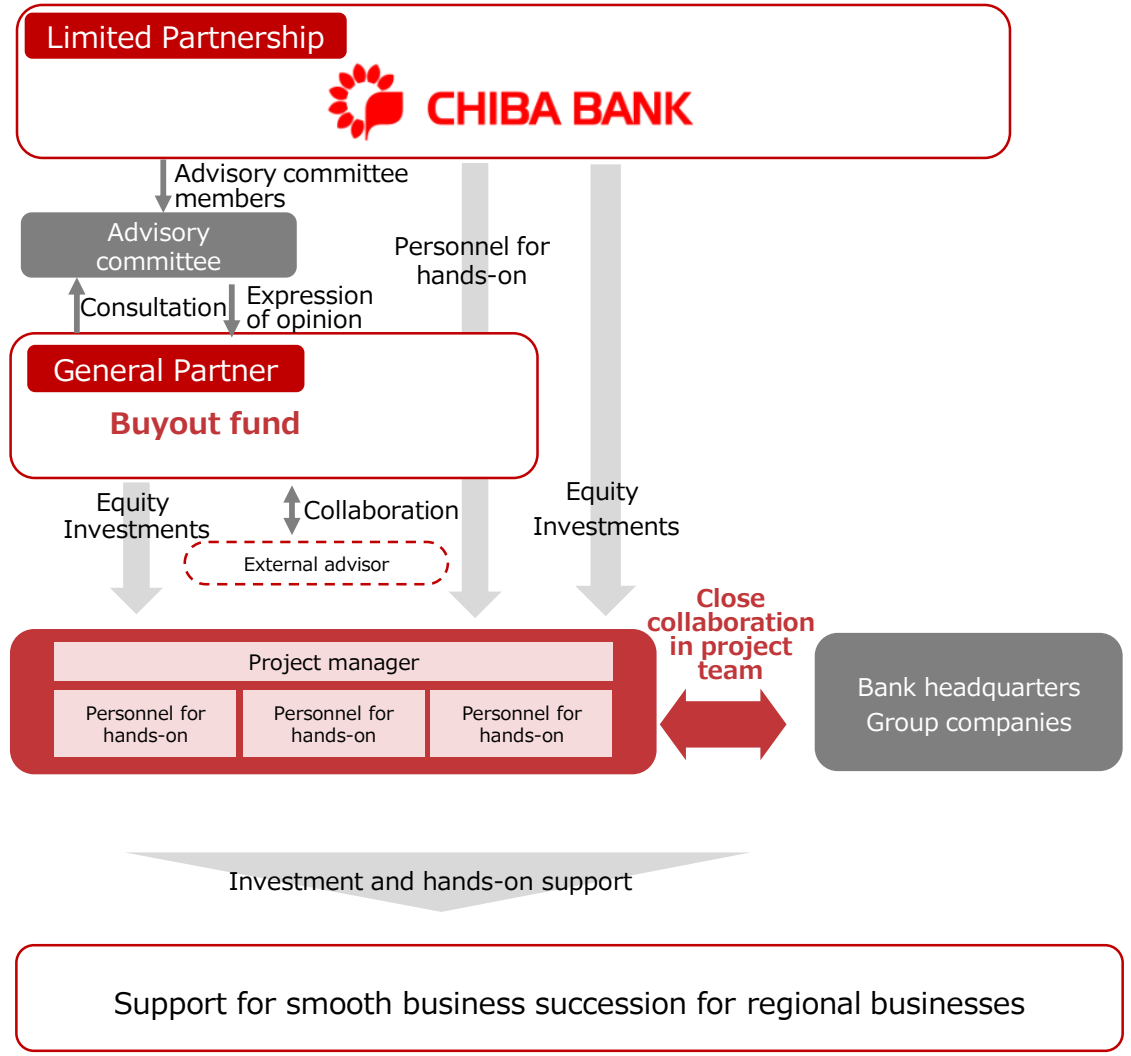 Limited Partnership
CHIBA BANK
Advisory committee
members
Advisory
committee
Personnel for
hands-on
Consultation
Expression
of opinion
General Partner
Buyout fund
Equity
Investments
Collaboration
External advisor
Equity
Investments
Close
collaboration
in project
team
Project manager
Personnel for
hands-on
Personnel for
hands-on
Personnel for
hands-on
Bank headquarters
Group companies
Investment and hands-on support
Support for smooth business succession for regional businesses